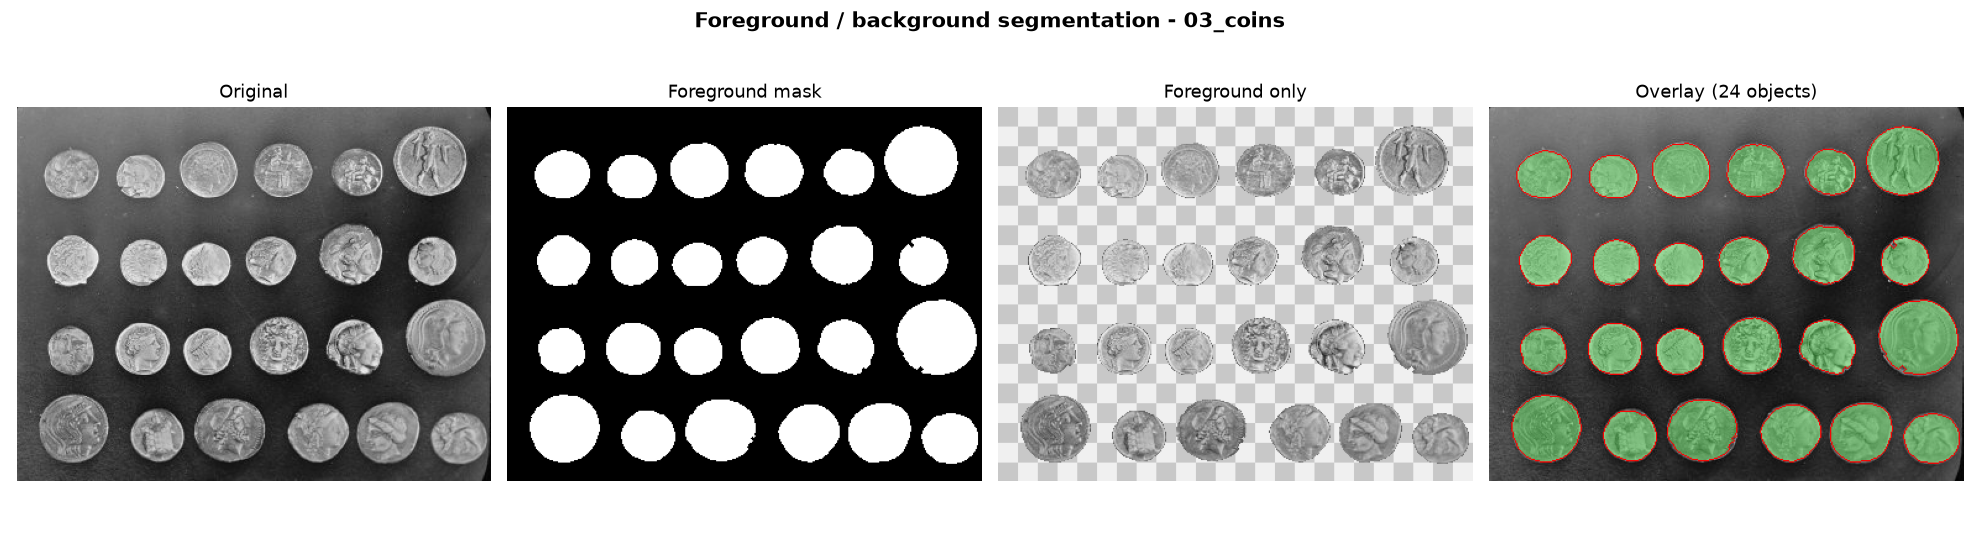 Foreground / background segmentation - 03_coins
Original
Foreground mask
Foreground only
Overlay (24 objects)